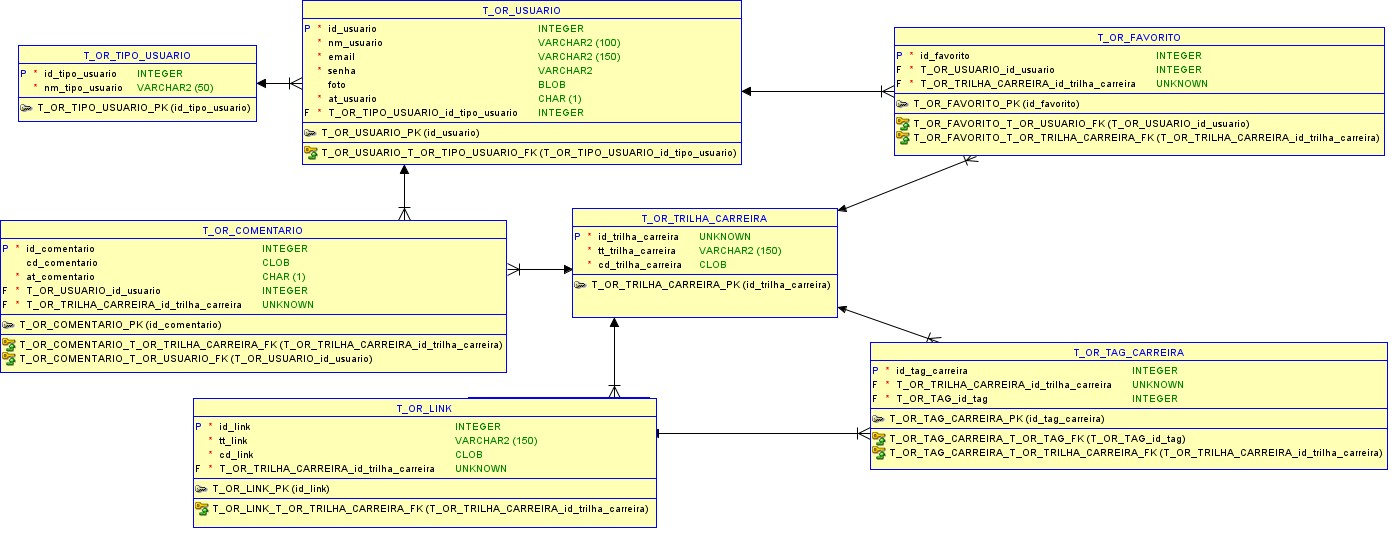 T_OR_TIPO_USUARIO
P * id_tipo_usuario INTEGER
* nm_tipo_usuario VARCHAR2 (50)
T_OR_TIPO_USUARIO_PK (id_tipo_usuario)
T_OR_USUARIO
P * id_usuario INTEGER
* nm_usuario VARCHAR2 (100)
* email VARCHAR2 (150)
* senha VARCHAR2
foto BLOB
* at_usuario CHAR (1)
F * T_OR_TIPO_USUARIO_id_tipo_usuario INTEGER
T_OR_USUARIO_PK (id_usuario)
T_OR_USUARIO_T_OR_TIPO_USUARIO_FK (T_OR_TIPO_USUARIO_id_tipo_usuario)
T_OR_FAVORITO
P * id_favorito INTEGER
F * T_OR_USUARIO_id_usuario INTEGER
F * T_OR_TRILHA_CARREIRA_id_trilha_carreira UNKNOWN
T_OR_FAVORITO_PK (id_favorito)
T_OR_FAVORITO_T_OR_USUARIO_FK (T_OR_USUARIO_id_usuario)
T_OR_FAVORITO_T_OR_TRILHA_CARREIRA_FK (T_OR_TRILHA_CARREIRA_id_trilha_carreira)
T_OR_COMENTARIO
P * id_comentario INTEGER
cd_comentario CLOB
* at_comentario CHAR (1)
F * T_OR_USUARIO_id_usuario INTEGER
F * T_OR_TRILHA_CARREIRA_id_trilha_carreira UNKNOWN
T_OR_COMENTARIO_PK (id_comentario)
T_OR_COMENTARIO_T_OR_TRILHA_CARREIRA_FK (T_OR_TRILHA_CARREIRA_id_trilha_carreira)
T_OR_COMENTARIO_T_OR_USUARIO_FK (T_OR_USUARIO_id_usuario)
T_OR_TRILHA_CARREIRA
P * id_trilha_carreira UNKNOWN
* tt_trilha_carreira VARCHAR2 (150)
* cd_trilha_carreira CLOB
T_OR_TRILHA_CARREIRA_PK (id_trilha_carreira)
T_OR_TAG_CARREIRA
P * id_tag_carreira INTEGER
F * T_OR_TRILHA_CARREIRA_id_trilha_carreira UNKNOWN
F * T_OR_TAG_id_tag INTEGER
T_OR_TAG_CARREIRA_PK (id_tag_carreira)
T_OR_TAG_CARREIRA_T_OR_TAG_FK (T_OR_TAG_id_tag)
T_OR_TAG_CARREIRA_T_OR_TRILHA_CARREIRA_FK (T_OR_TRILHA_CARREIRA_id_trilha_carreira)
T_OR_LINK
P * id_link INTEGER
* tt_link VARCHAR2 (150)
* cd_link CLOB
F * T_OR_TRILHA_CARREIRA_id_trilha_carreira UNKNOWN
T_OR_LINK_PK (id_link)
T_OR_LINK_T_OR_TRILHA_CARREIRA_FK (T_OR_TRILHA_CARREIRA_id_trilha_carreira)